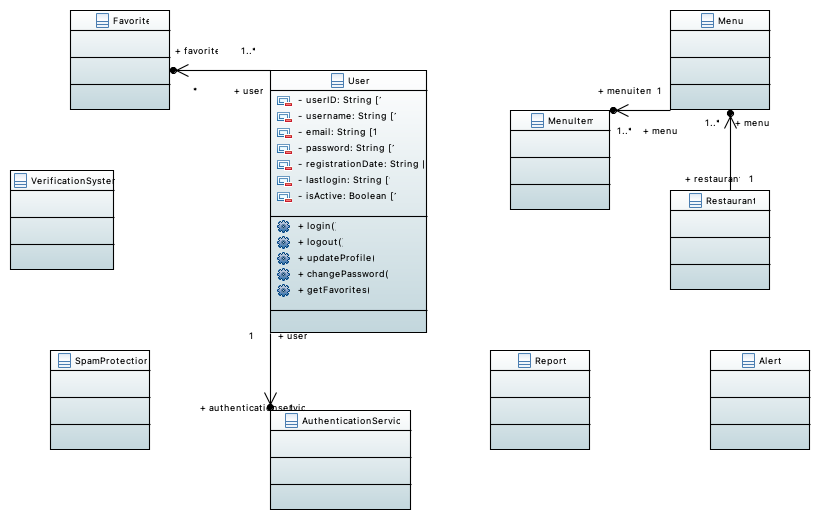 Favorite
Menu
+ favorite 1..*
User
* + user
- userID: String [
- username: String [
- email: String [1
- password: String [
- registrationDate: String [
- lastlogin: String [
- isActive: Boolean [
+ login(
+ logout(
+ updateProfile(
+ changePassword(
+ getFavorites(
+ menuitem 1
MenuItem
1..* + menu
1..* + menu
+ restaurant 1
Restaurant
VerificationSyster
1 + user
SpamProtection
Report
Alert
+ authenticationservic
AuthenticationServic